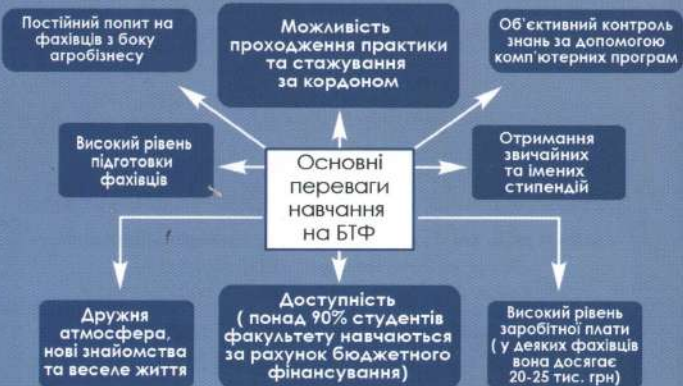 Постійний попит на
фахівців з боку
агробізнесу
Можливість
проходження практики
та стажування
за кордоном
Об'єктивний контроль
знань за допомогою
комп'ютерних програм
Високий рівень
підготовки
фахівців
Основні
переваги
навчання
на БТФ
Отримання
звичайних
та імених
стипендій
Дружня
атмосфера,
нові знайомства
та веселе життя
Доступність
( понад 90% студентів
факультету навчаються
за рахунок бюджетного
фінансування)
Високий рівень
заробітної плати
( у деяких фахівців
вона досягає
20-25 тис. грн)